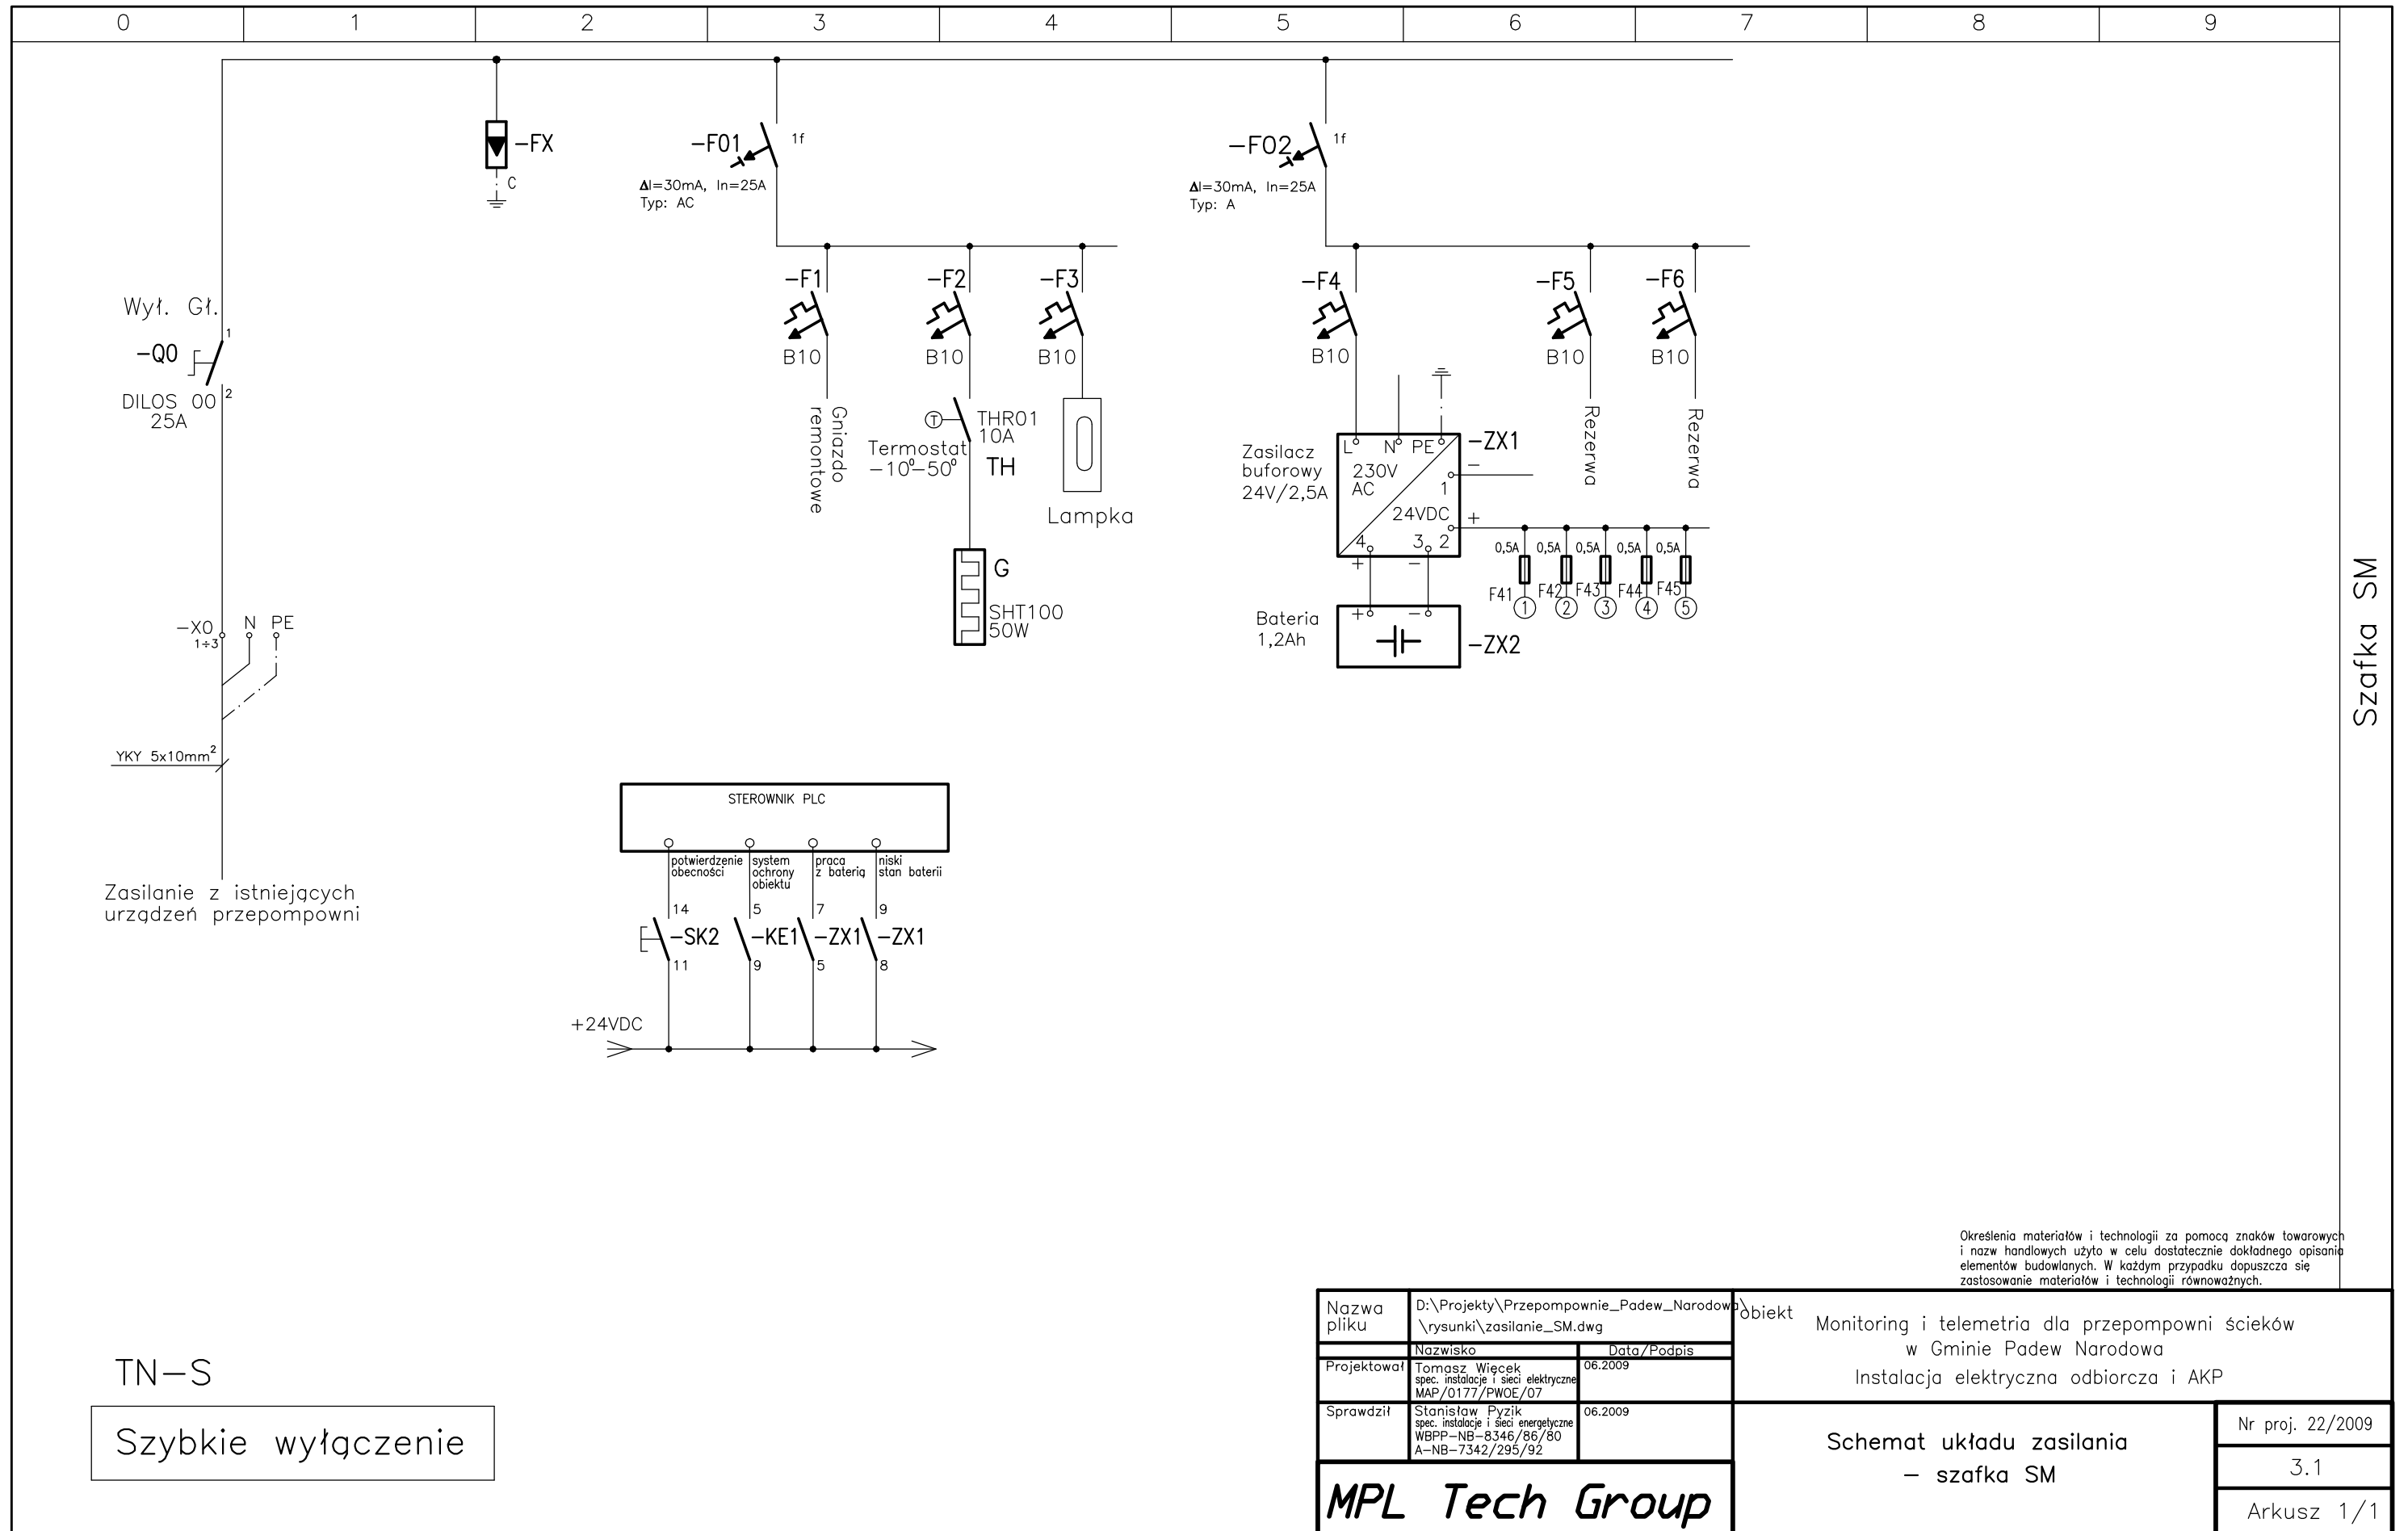 0 1 2 3 4 5 6 7 8 9
-FX
C
-F01
1f
ΔI=30mA, In=25A
Typ: AC
-F02
1f
ΔI=30mA, In=25A
Typ: A
Wył. Gł.
1
-Q0
2
DILOS 00
25A
-F1
B10
Gniazdo
remontowe
-F2
B10
T
THR01
10A
Termostat
-10°-50°
TH
G
SHT100
50W
-F3
B10
Lampka
-F4
B10
-F5
B10
Rezerwa
-F6
B10
Rezerwa
Zasilacz
buforowy
24V/2,5A
L N PE
-ZX1
230V
AC
-
1
24VDC
+
4 3 2
+ -
0,5A 0,5A 0,5A 0,5A 0,5A
F41 F42 F43 F44 F45
1 2 3 4 5
Bateria
1,2Ah
+ -
-ZX2
-X0
1÷3
N PE
YKY 5x10mm²
Zasilanie z istniejących
urządzeń przepompowni
STEROWNIK PLC
potwierdzenie
obecności
system
ochrony
obiektu
praca
z baterią
niski
stan baterii
14 5 7 9
-SK2 -KE1 -ZX1 -ZX1
11 9 5 8
+24VDC
Szafka SM
TN-S
Szybkie wyłączenie
Określenia materiałów i technologii za pomocą znaków towarowych
i nazw handlowych użyto w celu dostatecznie dokładnego opisania
elementów budowlanych. W każdym przypadku dopuszcza się
zastosowanie materiałów i technologii równoważnych.
Nazwa
pliku
D:\Projekty\Przepompownie_Padew_Narodowa\
\rysunki\zasilanie_SM.dwg
obiekt
Monitoring i telemetria dla przepompowni ścieków
w Gminie Padew Narodowa
Instalacja elektryczna odbiorcza i AKP
Nazwisko
Data/Podpis
Projektował
Tomasz Więcek
spec. instalacje i sieci elektryczne
MAP/0177/PWOE/07
06.2009
Sprawdził
Stanisław Pyzik
spec. instalacje i sieci energetyczne
WBPP-NB-8346/86/80
A-NB-7342/295/92
06.2009
Schemat układu zasilania
- szafka SM
Nr proj. 22/2009
3.1
Arkusz 1/1
MPL Tech Group